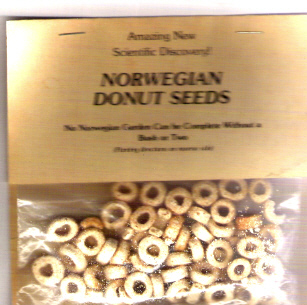 Amazing New
Scientific Discovery!
NORWEGIAN
DONUT SEEDS
No Norwegian Garden Can be Complete Without a
Bush or Two
(Planting directions on reverse side)